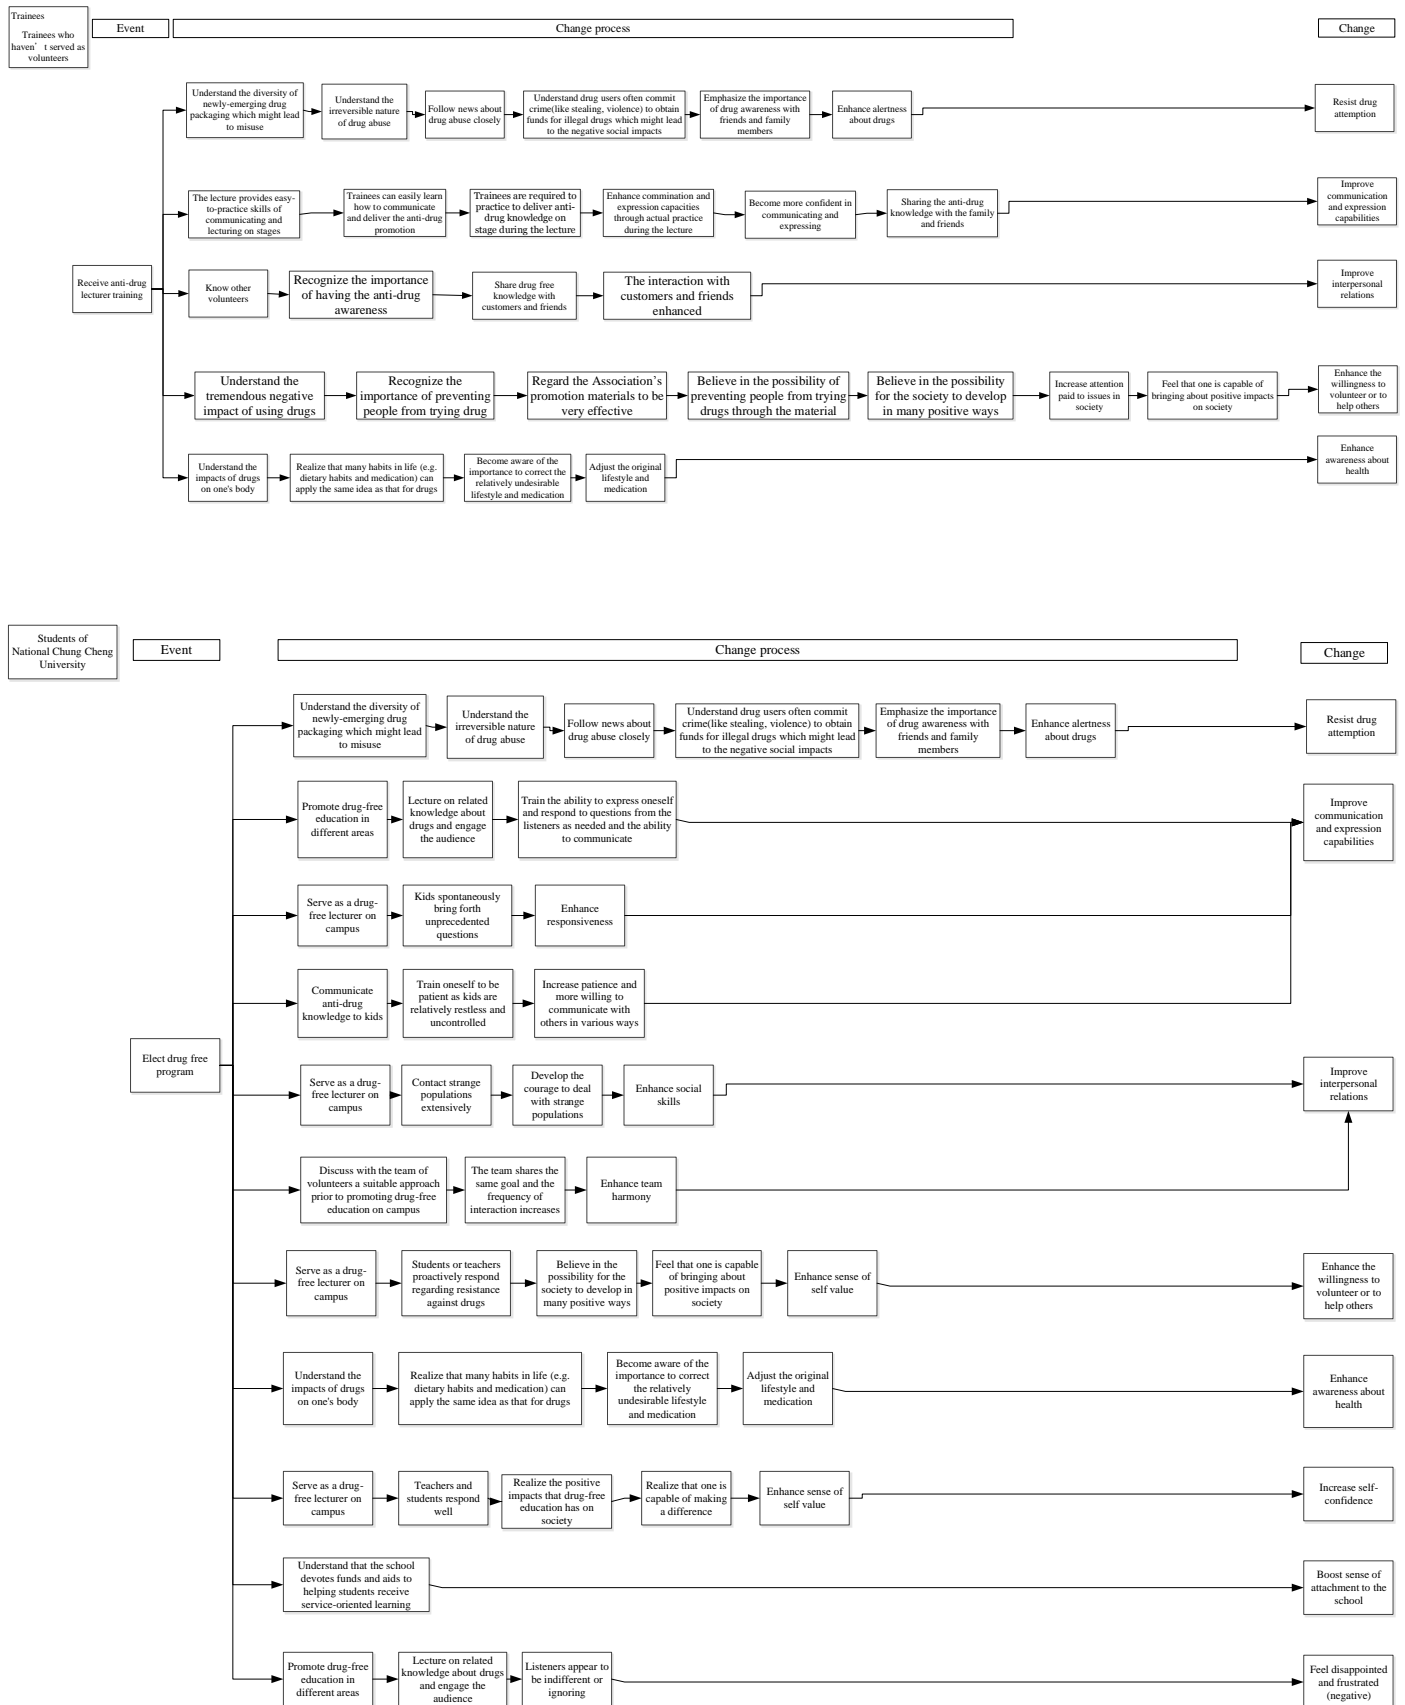 Trainees
Trainees who
haven’t served as
volunteers
Event
Change process
Change
Understand the diversity of
newly-emerging drug
packaging which might lead
to misuse
Understand the
irreversible nature
of drug abuse
Follow news about
drug abuse closely
Understand drug users often commit
crime(like stealing, violence) to obtain
funds for illegal drugs which might lead
to the negative social impacts
Emphasize the importance
of drug awareness with
friends and family
members
Enhance alertness
about drugs
Resist drug
attemption
The lecture provides easy-
to-practice skills of
communicating and
lecturing on stages
Trainees can easily learn
how to communicate
and deliver the anti-drug
promotion
Trainees are required to
practice to deliver anti-
drug knowledge on
stage during the lecture
Enhance commination and
expression capacities
through actual practice
during the lecture
Become more confident in
communicating and
expressing
Sharing the anti-drug
knowledge with the family
and friends
Improve
communication
and expression
capabilities
Receive anti-drug
lecturer training
Know other
volunteers
Recognize the importance
of having the anti-drug
awareness
Share drug free
knowledge with
customers and friends
The interaction with
customers and friends
enhanced
Improve
interpersonal
relations
Understand the
tremendous negative
impact of using drugs
Recognize the
importance of preventing
people from trying drug
Regard the Association’s
promotion materials to be
very effective
Believe in the possibility of
preventing people from trying
drugs through the material
Believe in the possibility
for the society to develop
in many positive ways
Increase attention
paid to issues in
society
Feel that one is capable of
bringing about positive impacts
on society
Enhance the
willingness to
volunteer or to
help others
Understand the
impacts of drugs
on one's body
Realize that many habits in life (e.g.
dietary habits and medication) can
apply the same idea as that for drugs
Become aware of the
importance to correct the
relatively undesirable
lifestyle and medication
Adjust the original
lifestyle and
medication
Enhance
awareness about
health
Students of
National Chung Cheng
University
Event
Change process
Change
Understand the diversity of
newly-emerging drug
packaging which might lead
to misuse
Understand the
irreversible nature
of drug abuse
Follow news about
drug abuse closely
Understand drug users often commit
crime(like stealing, violence) to obtain
funds for illegal drugs which might lead
to the negative social impacts
Emphasize the importance
of drug awareness with
friends and family
members
Enhance alertness
about drugs
Resist drug
attemption
Promote drug-free
education in
different areas
Lecture on related
knowledge about
drugs and engage
the audience
Train the ability to express oneself
and respond to questions from the
listeners as needed and the ability
to communicate
Improve
communication
and expression
capabilities
Serve as a drug-
free lecturer on
campus
Kids spontaneously
bring forth
unprecedented
questions
Enhance
responsiveness
Communicate
anti-drug
knowledge to kids
Train oneself to be
patient as kids are
relatively restless and
uncontrolled
Increase patience and
more willing to
communicate with
others in various ways
Elect drug free
program
Serve as a drug-
free lecturer on
campus
Contact strange
populations
extensively
Develop the
courage to deal
with strange
populations
Enhance social
skills
Improve
interpersonal
relations
Discuss with the team of
volunteers a suitable approach
prior to promoting drug-free
education on campus
The team shares the
same goal and the
frequency of
interaction increases
Enhance team
harmony
Serve as a drug-
free lecturer on
campus
Students or teachers
proactively respond
regarding resistance
against drugs
Believe in the
possibility for the
society to develop in
many positive ways
Feel that one is capable
of bringing about
positive impacts on
society
Enhance sense of
self value
Enhance the
willingness to
volunteer or to
help others
Understand the
impacts of drugs
on one's body
Realize that many habits in life (e.g.
dietary habits and medication) can
apply the same idea as that for drugs
Become aware of the
importance to correct
the relatively
undesirable lifestyle
and medication
Adjust the original
lifestyle and
medication
Enhance
awareness about
health
Serve as a drug-
free lecturer on
campus
Teachers and
students respond
well
Realize the positive
impacts that drug-free
education has on
society
Realize that one is
capable of making
a difference
Enhance sense of
self value
Increase self-
confidence
Understand that the school
devotes funds and aids to
helping students receive
service-oriented learning
Boost sense of
attachment to the
school
Promote drug-free
education in
different areas
Lecture on related
knowledge about drugs
and engage the
audience
Listeners appear to
be indifferent or
ignoring
Feel disappointed
and frustrated
(negative)